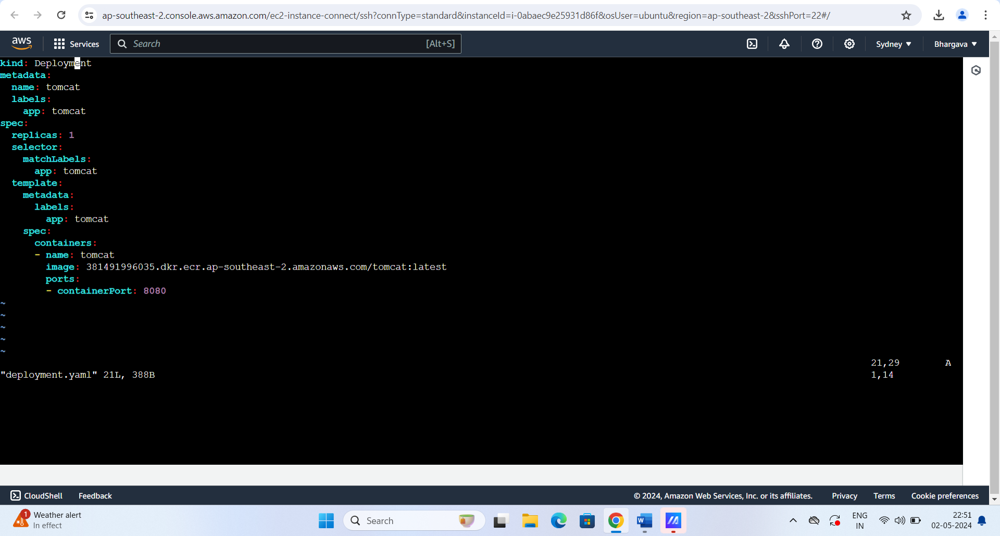 ap-southeast-2.console.aws.amazon.com/ec2-instance-connect/ssh?connType=standard&instanceId=i-0abaec9e25931d86f&osUser=ubuntu&region=ap-southeast-2&sshPort=22#/
aws Services Search [Alt+S] Sydney ▼ Bhargava ▼
kind: Deployment
metadata:
  name: tomcat
  labels:
    app: tomcat
spec:
  replicas: 1
  selector:
    matchLabels:
      app: tomcat
  template:
    metadata:
      labels:
        app: tomcat
    spec:
      containers:
      - name: tomcat
        image: 381491996035.dkr.ecr.ap-southeast-2.amazonaws.com/tomcat:latest
        ports:
        - containerPort: 8080
~
~
~
~
~
21,29 A
"deployment.yaml" 21L, 388B 1,14
CloudShell Feedback © 2024, Amazon Web Services, Inc. or its affiliates. Privacy Terms Cookie preferences
1
Weather alert
In effect
Search
W
ENG
IN
22:51
02-05-2024